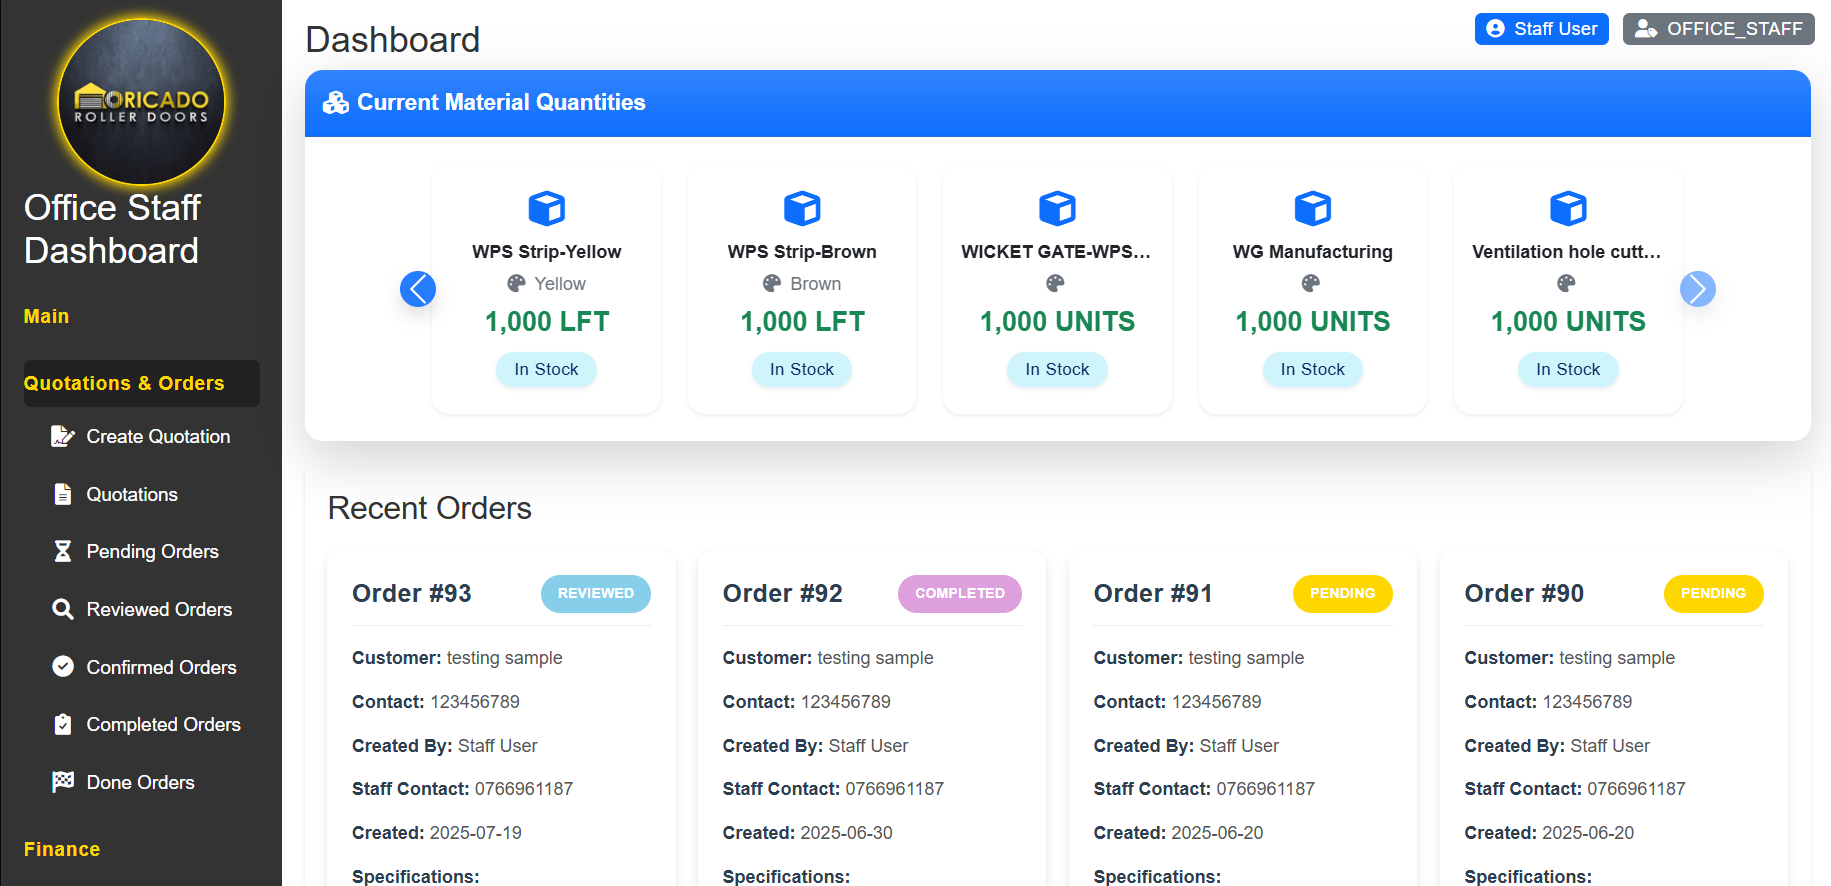 ORICADO
ROLLER DOORS
Office Staff
Dashboard
Main
Quotations & Orders
Create Quotation
Quotations
Pending Orders
Reviewed Orders
Confirmed Orders
Completed Orders
Done Orders
Finance
Dashboard
Staff User
OFFICE_STAFF
Current Material Quantities
WPS Strip-Yellow
Yellow
1,000 LFT
In Stock
WPS Strip-Brown
Brown
1,000 LFT
In Stock
WICKET GATE-WPS...
1,000 UNITS
In Stock
WG Manufacturing
1,000 UNITS
In Stock
Ventilation hole cutt...
1,000 UNITS
In Stock
Recent Orders
Order #93
REVIEWED
Customer: testing sample
Contact: 123456789
Created By: Staff User
Staff Contact: 0766961187
Created: 2025-07-19
Specifications:
Order #92
COMPLETED
Customer: testing sample
Contact: 123456789
Created By: Staff User
Staff Contact: 0766961187
Created: 2025-06-30
Specifications:
Order #91
PENDING
Customer: testing sample
Contact: 123456789
Created By: Staff User
Staff Contact: 0766961187
Created: 2025-06-20
Specifications:
Order #90
PENDING
Customer: testing sample
Contact: 123456789
Created By: Staff User
Staff Contact: 0766961187
Created: 2025-06-20
Specifications: